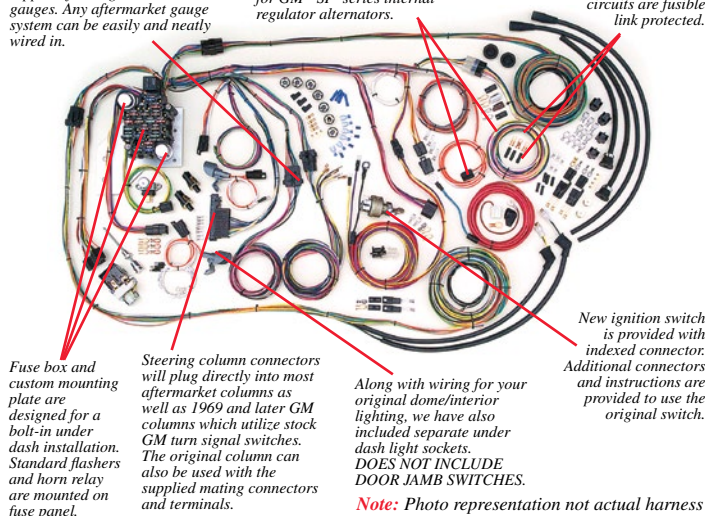 gauges. Any aftermarket gauge
system can be easily and neatly
wired in.
regulator alternators.
circuits are fusible
link protected.
Fuse box and
custom mounting
plate are
designed for a
bolt-in under
dash installation.
Standard flashers
and horn relay
are mounted on
fuse panel.
Steering column connectors
will plug directly into most
aftermarket columns as
well as 1969 and later GM
columns which utilize stock
GM turn signal switches.
The original column can
also be used with the
supplied mating connectors
and terminals.
Along with wiring for your
original dome/interior
lighting, we have also
included separate under
dash light sockets.
DOES NOT INCLUDE
DOOR JAMB SWITCHES.
New ignition switch
is provided with
indexed connector.
Additional connectors
and instructions are
provided to use the
original switch.
Note: Photo representation not actual harness